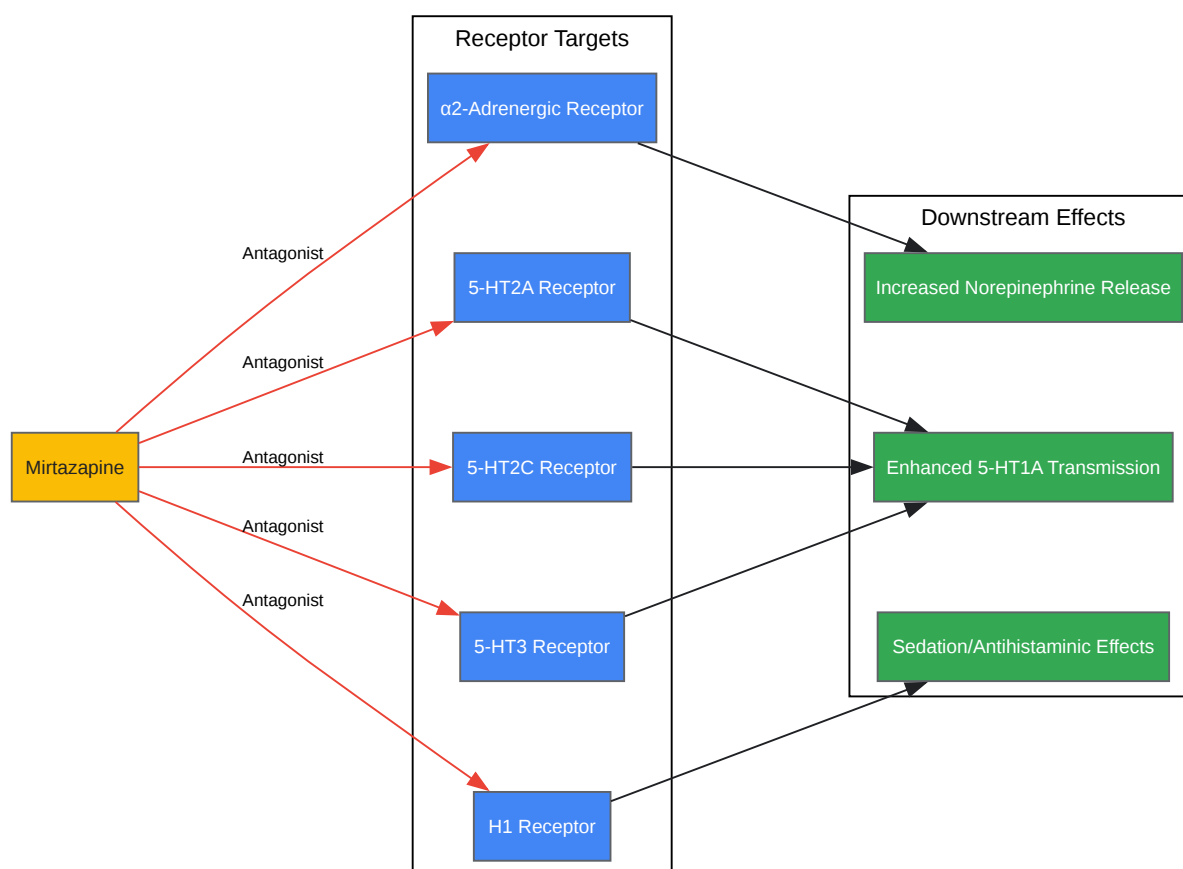 Receptor Targets
α2-Adrenergic Receptor
Downstream Effects
Antagonist
5-HT2A Receptor
Increased Norepinephrine Release
Antagonist
Mirtazapine
Antagonist
5-HT2C Receptor
Enhanced 5-HT1A Transmission
Antagonist
5-HT3 Receptor
Sedation/Antihistaminic Effects
Antagonist
H1 Receptor